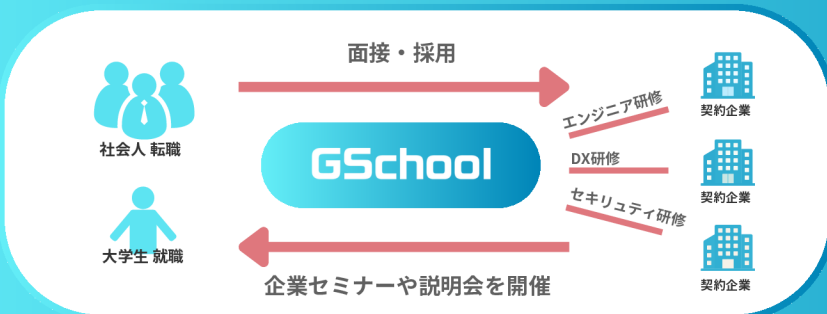 面接・採用
社会人 転職
大学生 就職
GSchool
エンジニア研修
DX研修
セキリュティ研修
契約企業
契約企業
契約企業
企業セミナーや説明会を開催